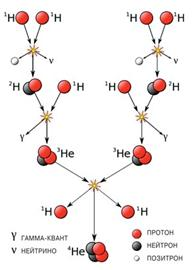 ¹H ¹H ¹H ¹H
ν ν
²H ¹H ¹H ²H
γ γ
³He ³He
¹H ¹H
⁴He
γ ГАММА-КВАНТ
ν НЕЙТРИНО
ПРОТОН
НЕЙТРОН
ПОЗИТРОН